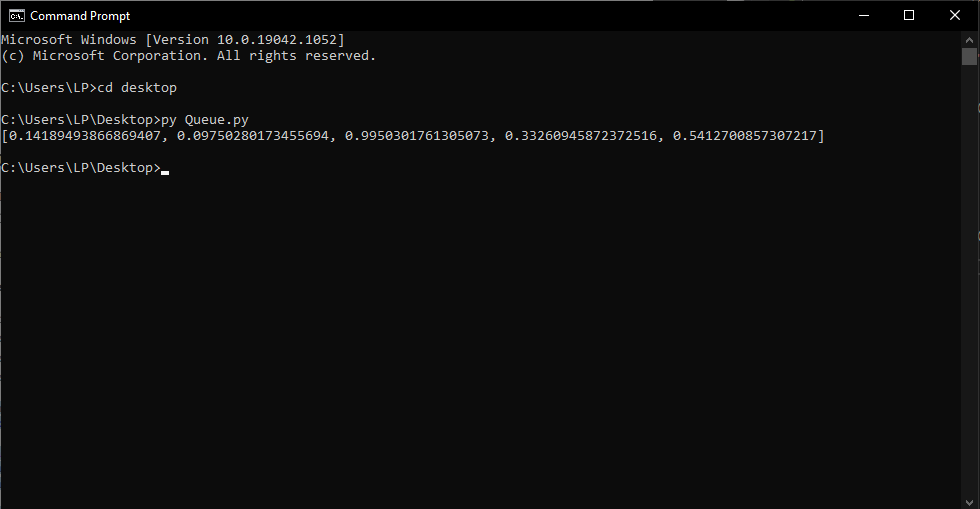 Command Prompt
Microsoft Windows [Version 10.0.19042.1052]
(c) Microsoft Corporation. All rights reserved.
C:\Users\LP>cd desktop
C:\Users\LP\Desktop>py Queue.py
[0.14189493866869407, 0.09750280173455694, 0.9950301761305073, 0.33260945872372516, 0.5412700857307217]
C:\Users\LP\Desktop>